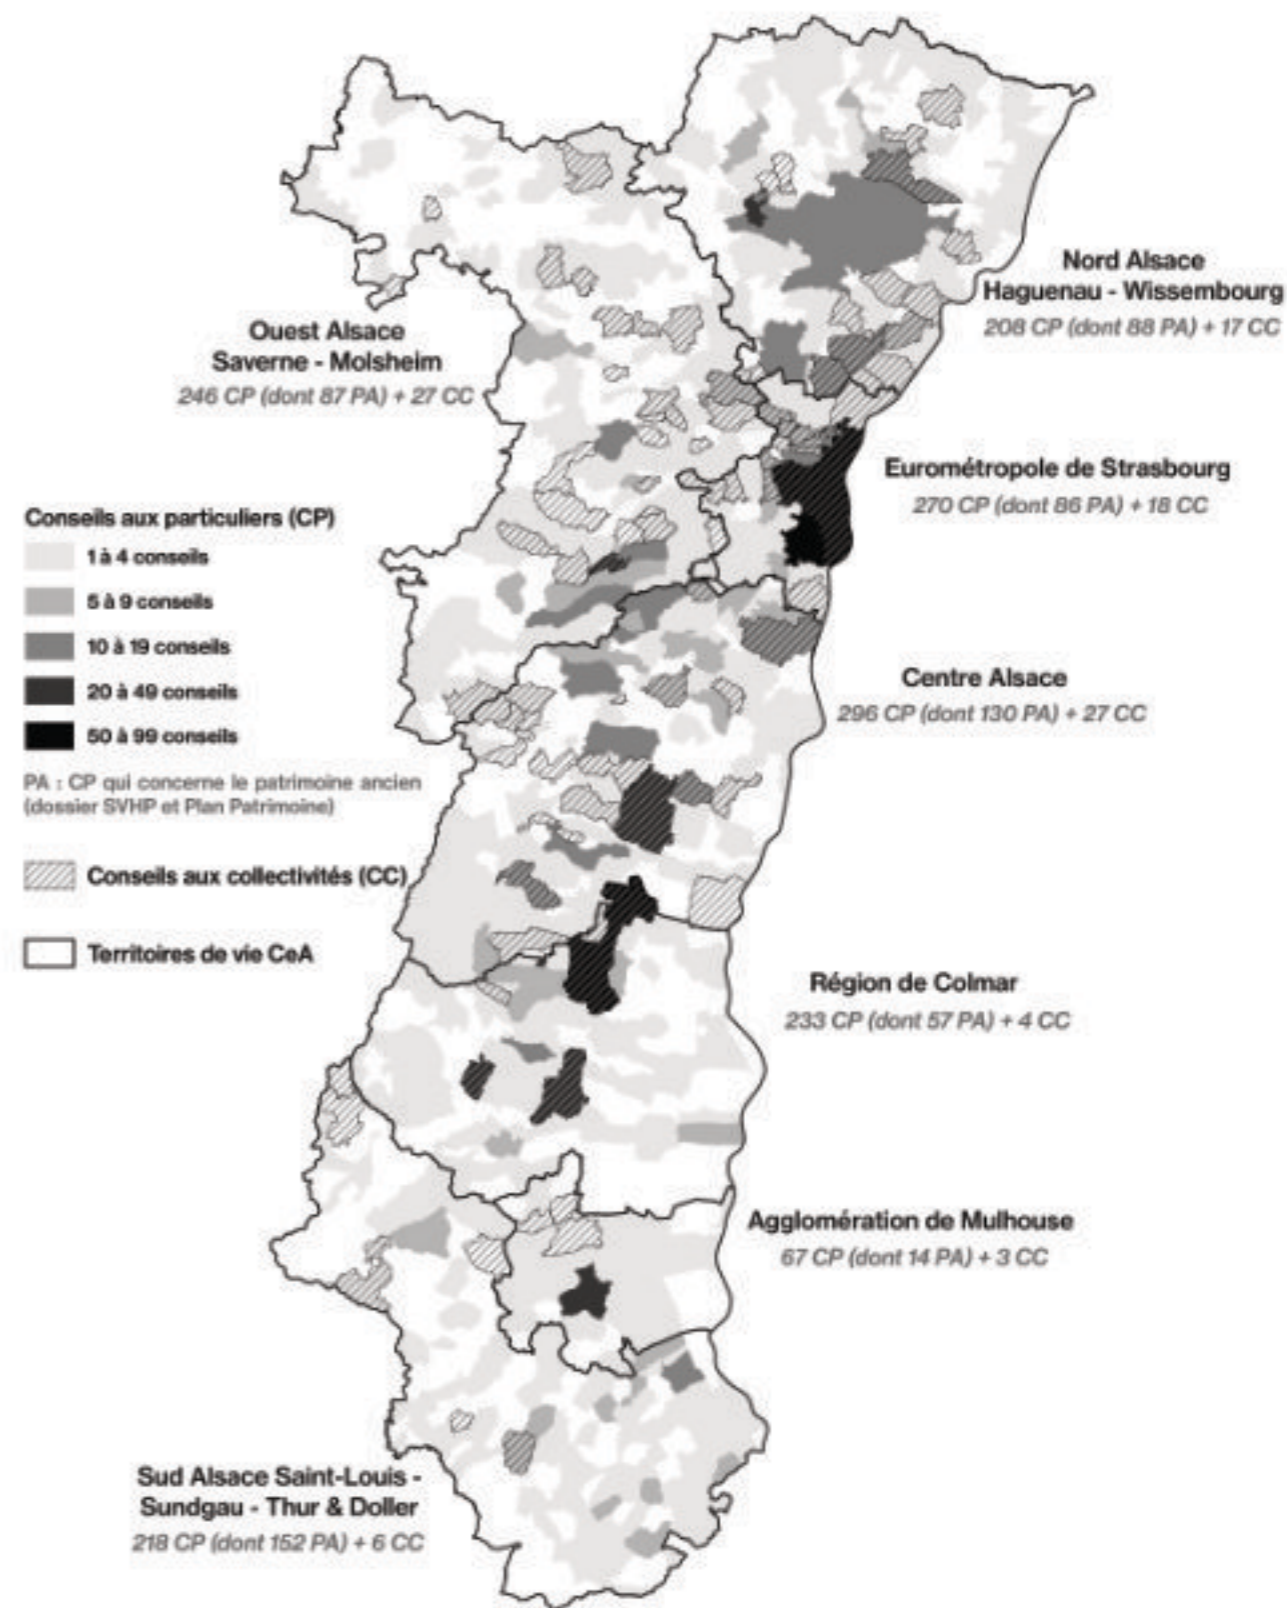 Nord Alsace
Haguenau - Wissembourg
208 CP (dont 88 PA) + 17 CC
Ouest Alsace
Saverne - Molsheim
246 CP (dont 87 PA) + 27 CC
Eurométropole de Strasbourg
270 CP (dont 86 PA) + 18 CC
Conseils aux particuliers (CP)
1 à 4 conseils
5 à 9 conseils
10 à 19 conseils
20 à 49 conseils
50 à 99 conseils
PA : CP qui concerne le patrimoine ancien
(dossier SVHP et Plan Patrimoine)
Conseils aux collectivités (CC)
Territoires de vie CeA
Centre Alsace
296 CP (dont 130 PA) + 27 CC
Région de Colmar
233 CP (dont 57 PA) + 4 CC
Agglomération de Mulhouse
67 CP (dont 14 PA) + 3 CC
Sud Alsace Saint-Louis -
Sundgau - Thur & Doller
218 CP (dont 152 PA) + 6 CC